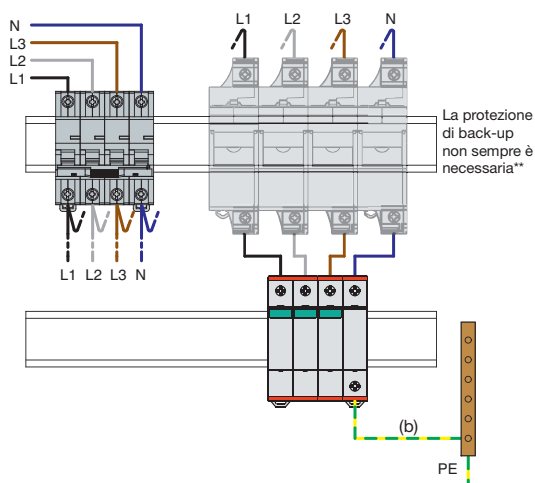 N
L3
L2
L1
L1 L2 L3 N
La protezione
di back-up
non sempre è
necessaria**
L1 L2 L3 N
(b)
PE